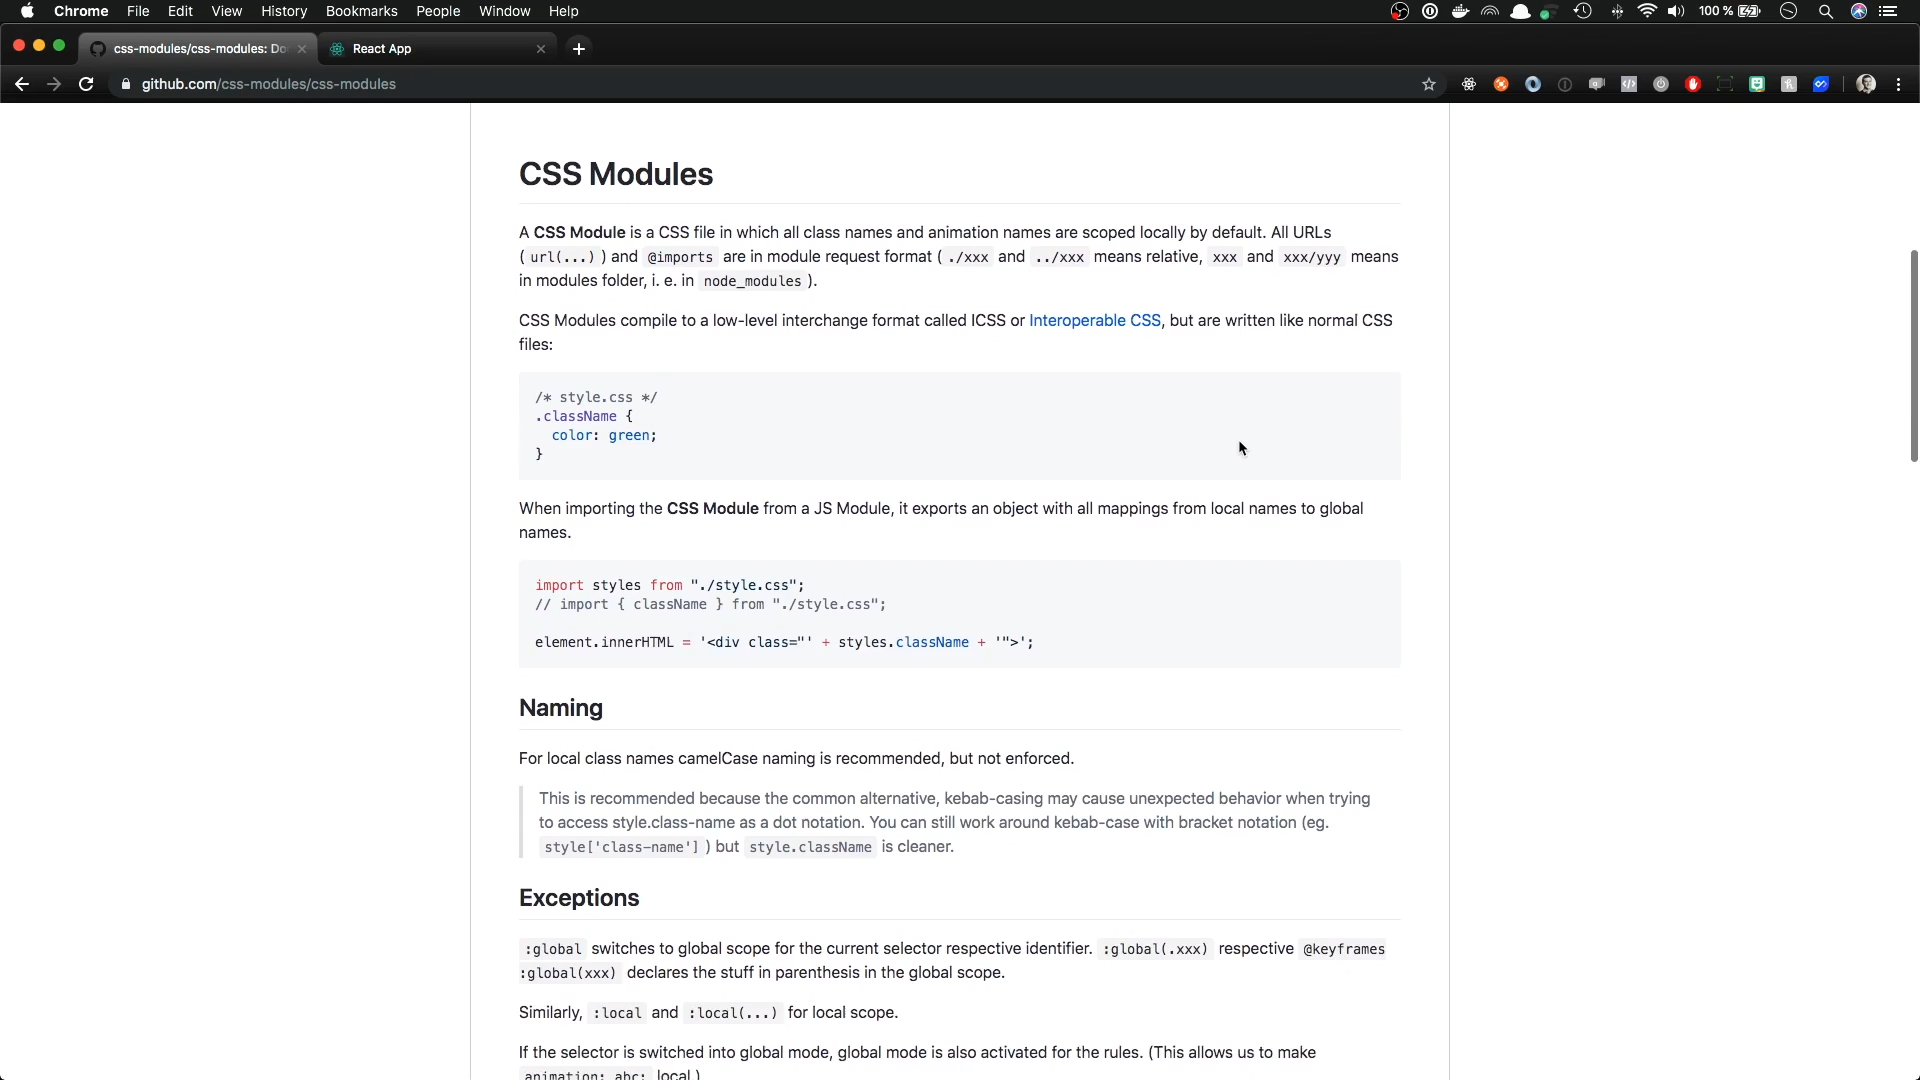 Chrome File Edit View History Bookmarks People Window Help 100 %
css-modules/css-modules: Do React App
github.com/css-modules/css-modules
CSS Modules
A CSS Module is a CSS file in which all class names and animation names are scoped locally by default. All URLs
( url(...) ) and @imports are in module request format ( ./xxx and ../xxx means relative, xxx and xxx/yyy means
in modules folder, i. e. in node_modules ).
CSS Modules compile to a low-level interchange format called ICSS or Interoperable CSS, but are written like normal CSS
files:
/* style.css */
.className {
color: green;
}
When importing the CSS Module from a JS Module, it exports an object with all mappings from local names to global
names.
import styles from "./style.css";
// import { className } from "./style.css";
element.innerHTML = '<div class="' + styles.className + '">';
Naming
For local class names camelCase naming is recommended, but not enforced.
This is recommended because the common alternative, kebab-casing may cause unexpected behavior when trying
to access style.class-name as a dot notation. You can still work around kebab-case with bracket notation (eg.
style['class-name'] ) but style.className is cleaner.
Exceptions
:global switches to global scope for the current selector respective identifier. :global(.xxx) respective @keyframes
:global(xxx) declares the stuff in parenthesis in the global scope.
Similarly, :local and :local(...) for local scope.
If the selector is switched into global mode, global mode is also activated for the rules. (This allows us to make
animation: abc; local.)